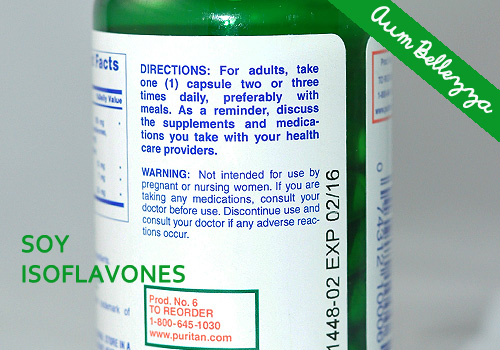 Aum Bellezza
Facts
Daily Value
DIRECTIONS: For adults, take
one (1) capsule two or three
times daily, preferably with
meals. As a reminder, discuss
the supplements and medica-
tions you take with your health
care providers.
WARNING: Not intended for use by
pregnant or nursing women. If you are
taking any medications, consult your
doctor before use. Discontinue use and
consult your doctor if any adverse reac-
tions occur.
SOY
ISOFLAVONES
Prod. No. 6
TO REORDER
1-800-645-1030
www.puritan.com
1448-02 EXP 02/16